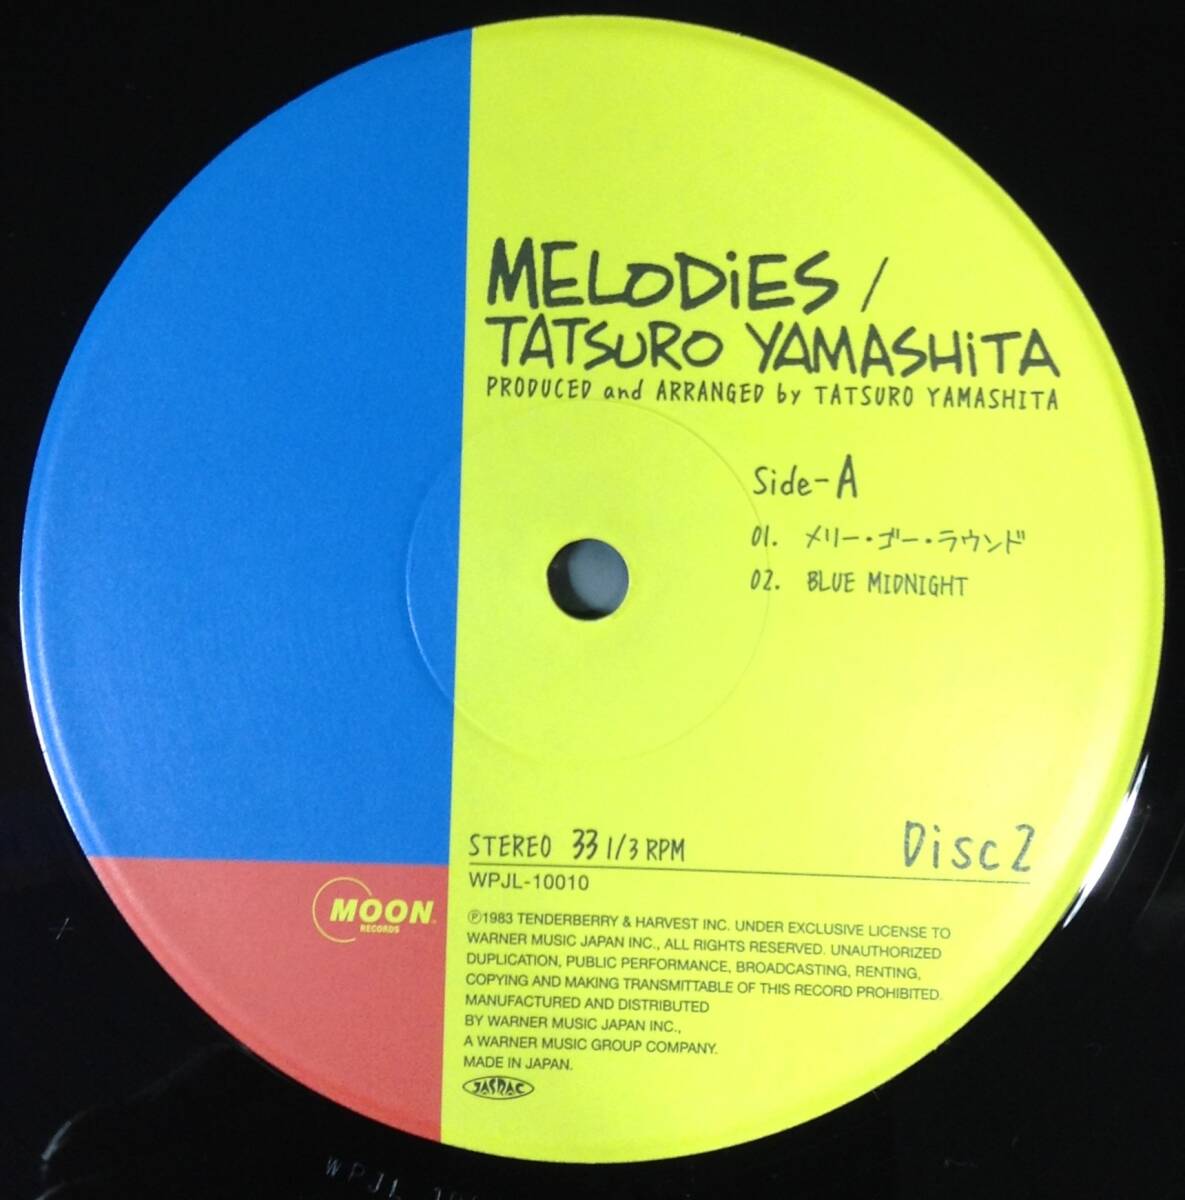 MELODiES /
TATSURO YAMASHiTA
PRODUCED and ARRANGED by TATSURO YAMASHITA
Side-A
01. メリー・ゴー・ラウンド
02. BLUE MIDNIGHT
STEREO 33 1/3 RPM
Disc 2
WPJL-10010
MOON
RECORDS
℗1983 TENDERBERRY & HARVEST INC. UNDER EXCLUSIVE LICENSE TO
WARNER MUSIC JAPAN INC., ALL RIGHTS RESERVED. UNAUTHORIZED
DUPLICATION, PUBLIC PERFORMANCE, BROADCASTING, RENTING,
COPYING AND MAKING TRANSMITTABLE OF THIS RECORD PROHIBITED.
MANUFACTURED AND DISTRIBUTED
BY WARNER MUSIC JAPAN INC.,
A WARNER MUSIC GROUP COMPANY.
MADE IN JAPAN.
JASRAC
WPJL